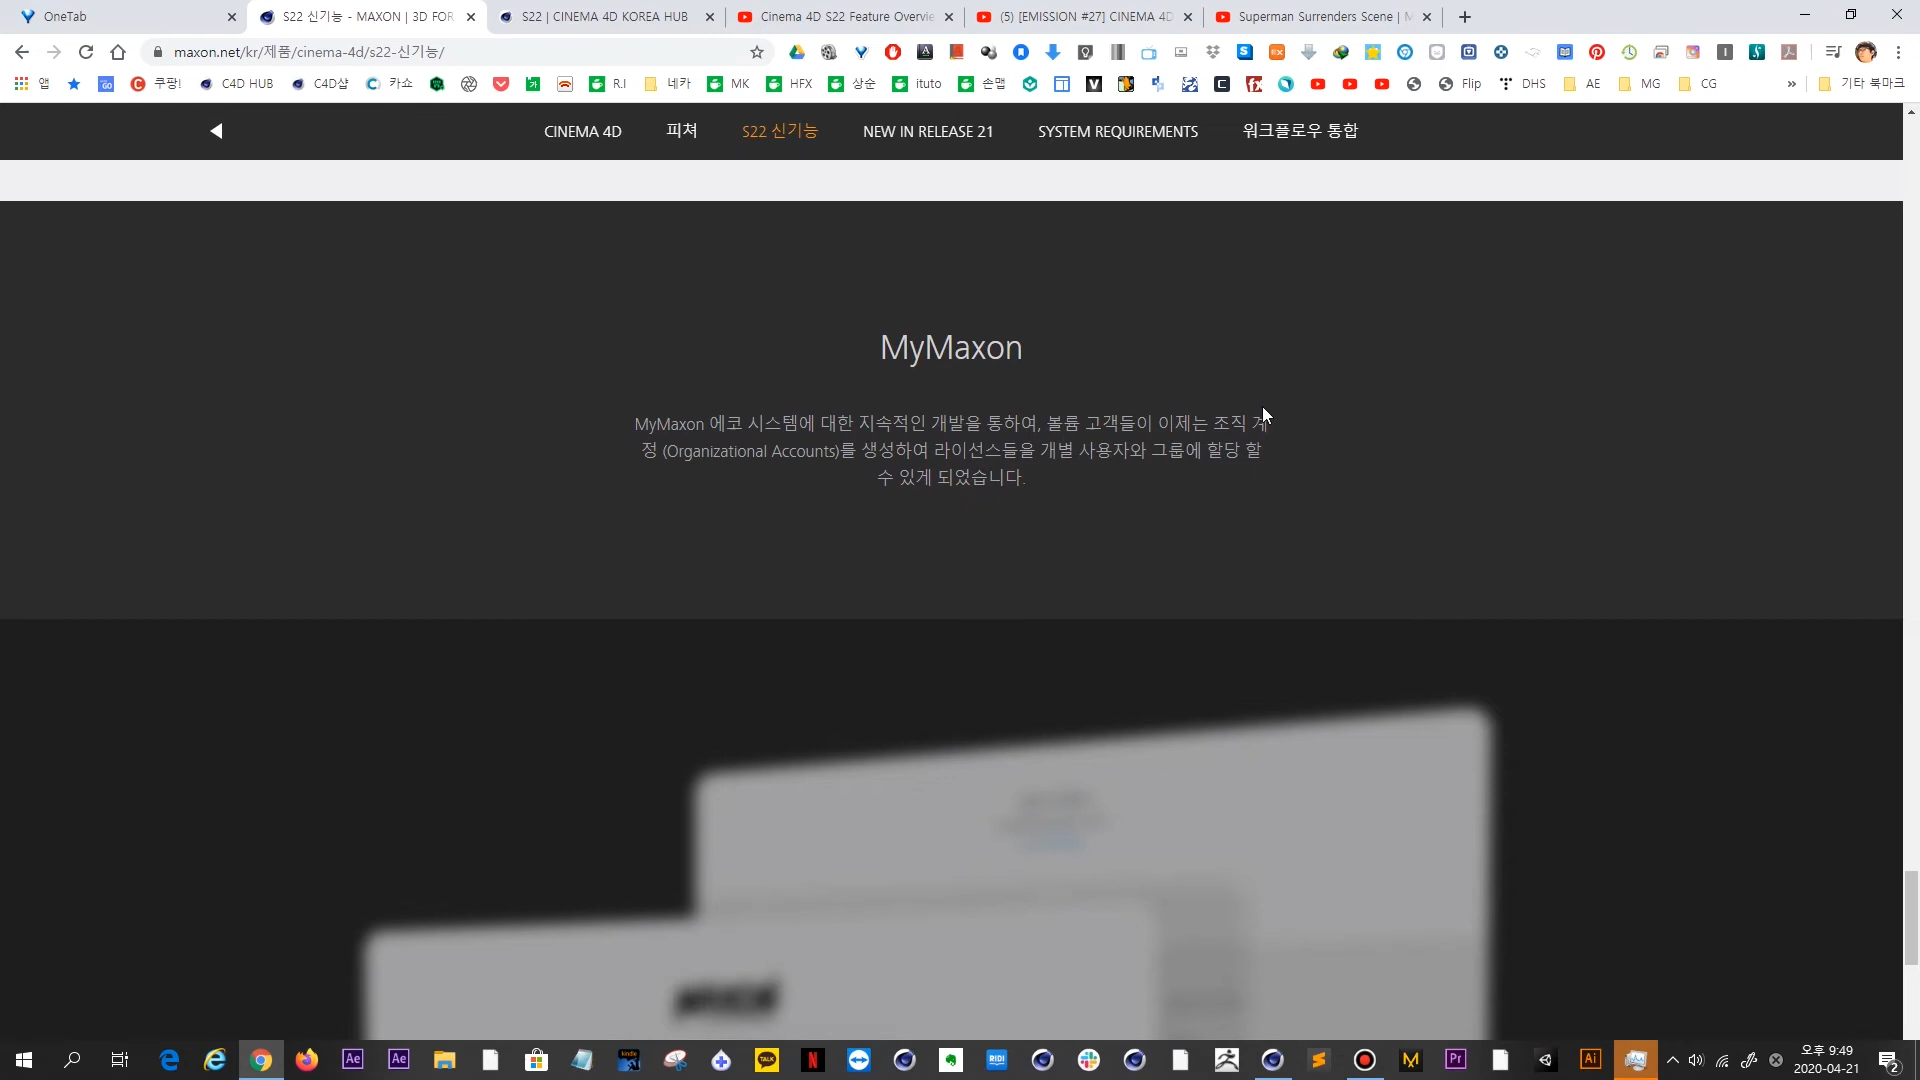 OneTab
S22 신기능 - MAXON | 3D FOR
S22 | CINEMA 4D KOREA HUB
Cinema 4D S22 Feature Overvie
(5) [EMISSION #27] CINEMA 4D
Superman Surrenders Scene | M
maxon.net/kr/제품/cinema-4d/s22-신기능/
앱
쿠팡!
C4D HUB
C4D샵
카쇼
R.I
네카
MK
HFX
상순
ituto
손맵
Flip
DHS
AE
MG
CG
»
기타 북마크
CINEMA 4D
피쳐
S22 신기능
NEW IN RELEASE 21
SYSTEM REQUIREMENTS
워크플로우 통합
MyMaxon
MyMaxon 에코 시스템에 대한 지속적인 개발을 통하여, 볼륨 고객들이 이제는 조직 계
정 (Organizational Accounts)를 생성하여 라이선스들을 개별 사용자와 그룹에 할당 할
수 있게 되었습니다.
오후 9:49
2020-04-21
2